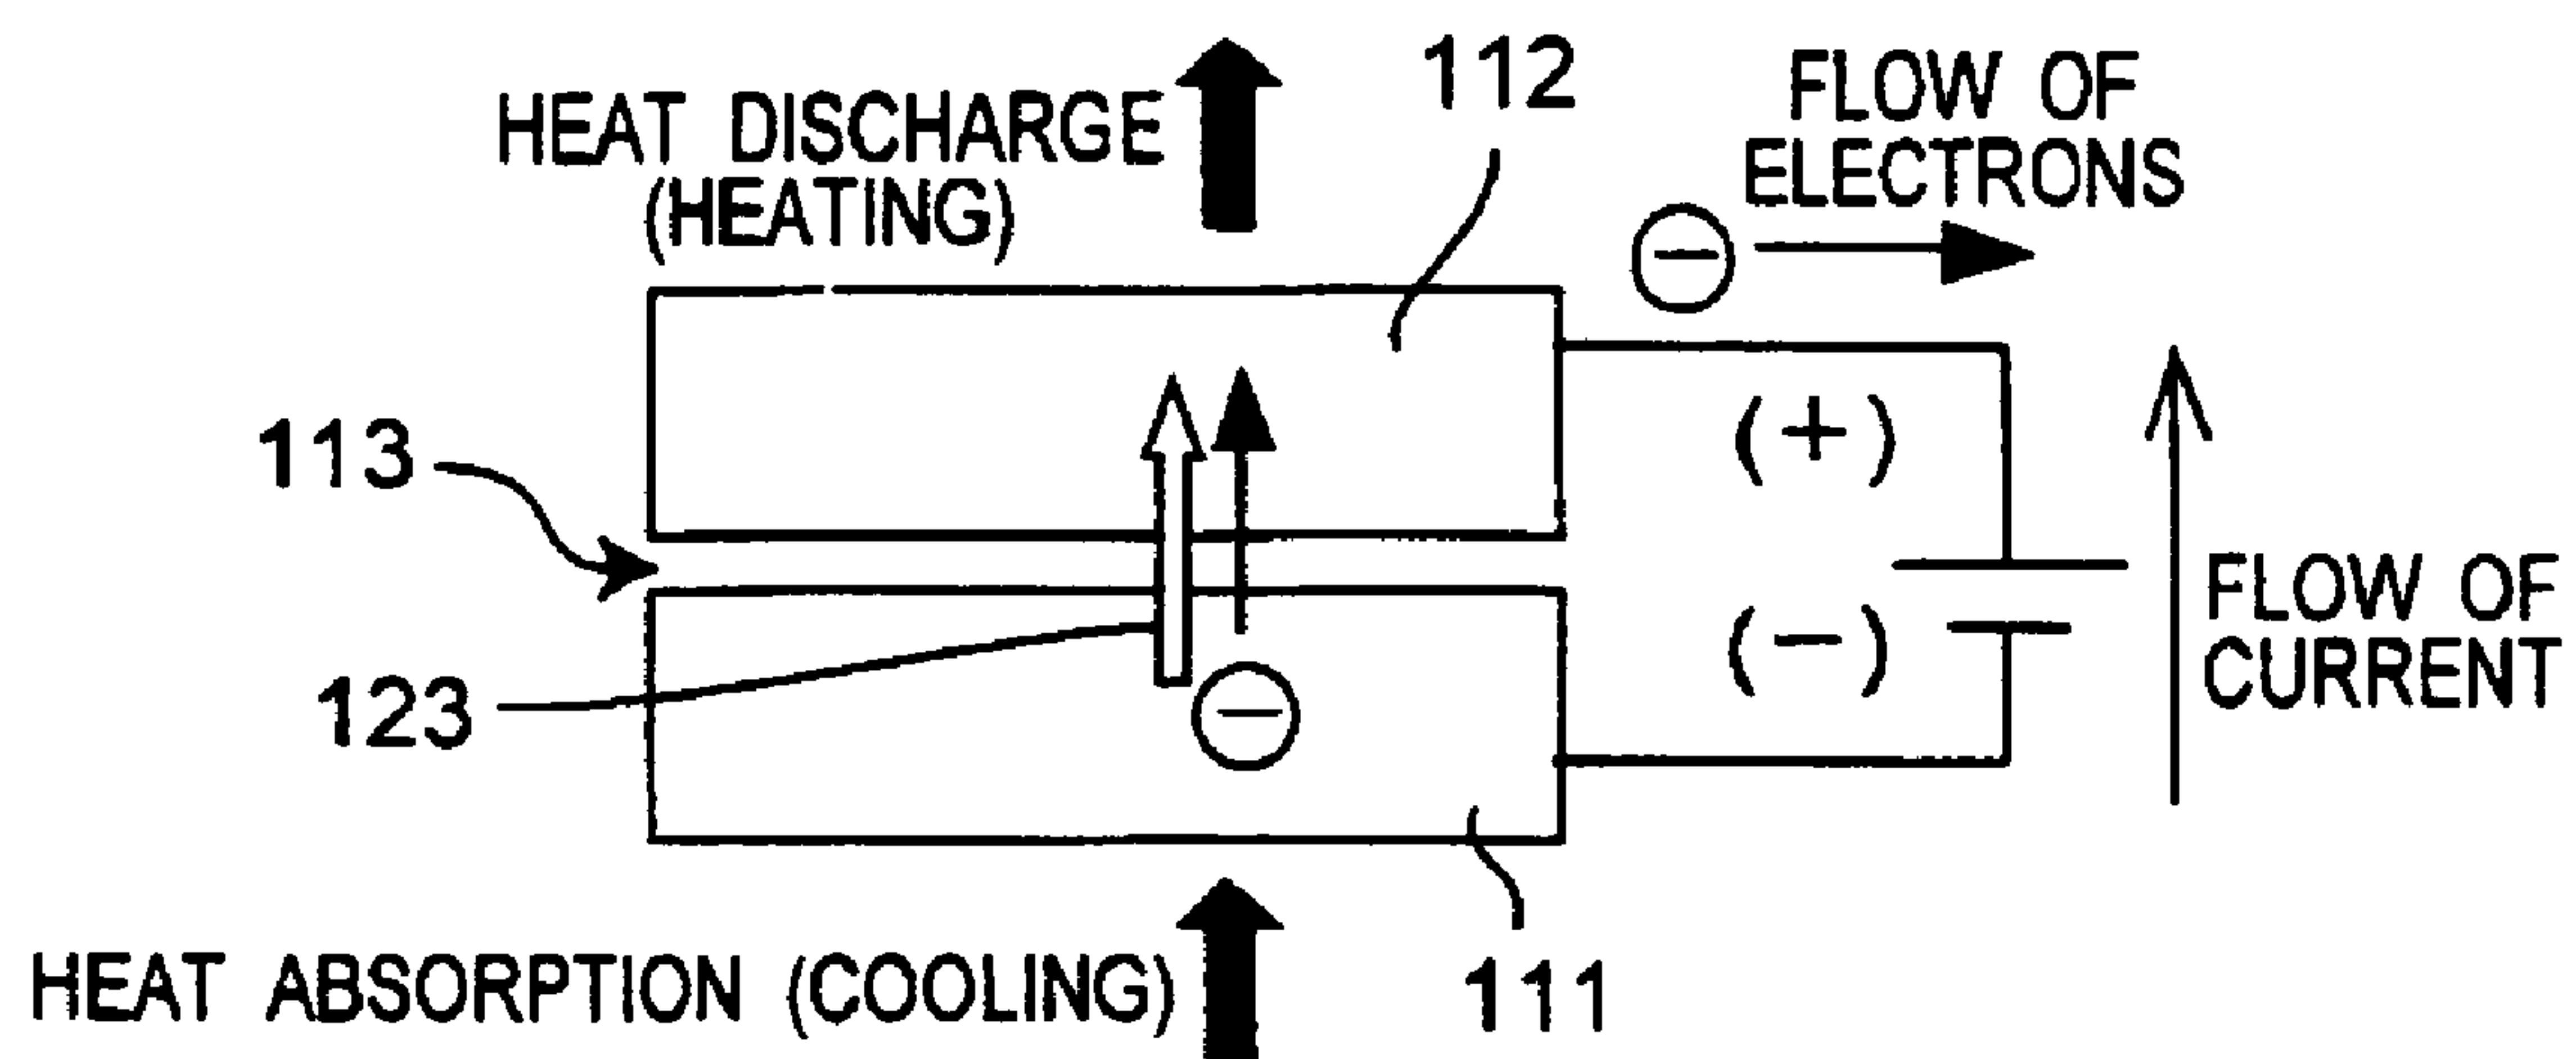 112
FLOW OF
ELECTRONS
HEAT DISCHARGE
(HEATING)
−
113
(+)
(−)
FLOW OF
CURRENT
123
−
HEAT ABSORPTION (COOLING)
111